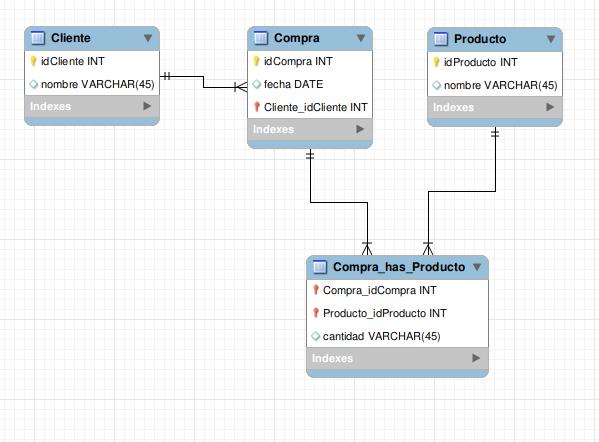 Cliente
idCliente INT
nombre VARCHAR(45)
Indexes
Compra
idCompra INT
fecha DATE
Cliente_idCliente INT
Indexes
Producto
idProducto INT
nombre VARCHAR(45)
Indexes
Compra_has_Producto
Compra_idCompra INT
Producto_idProducto INT
cantidad VARCHAR(45)
Indexes